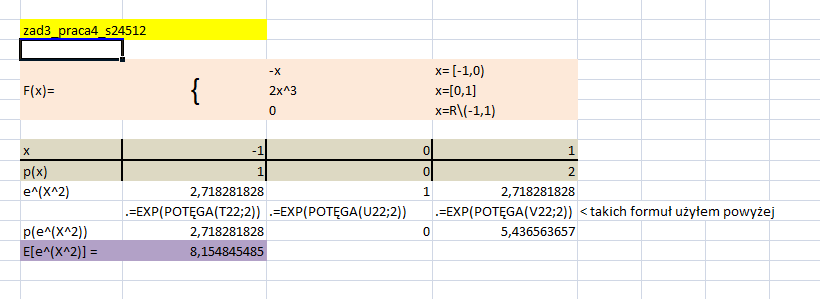 zad3_praca4_s24512
-x x= [-1,0)
F(x)= { 2x^3 x=[0,1]
0 x=R\(-1,1)
x -1 0 1
p(x) 1 0 2
e^(X^2) 2,718281828 1 2,718281828
.=EXP(POTĘGA(T22;2)) .=EXP(POTĘGA(U22;2)) .=EXP(POTĘGA(V22;2)) < takich formuł użyłem powyżej
p(e^(X^2)) 2,718281828 0 5,436563657
E[e^(X^2)] = 8,154845485